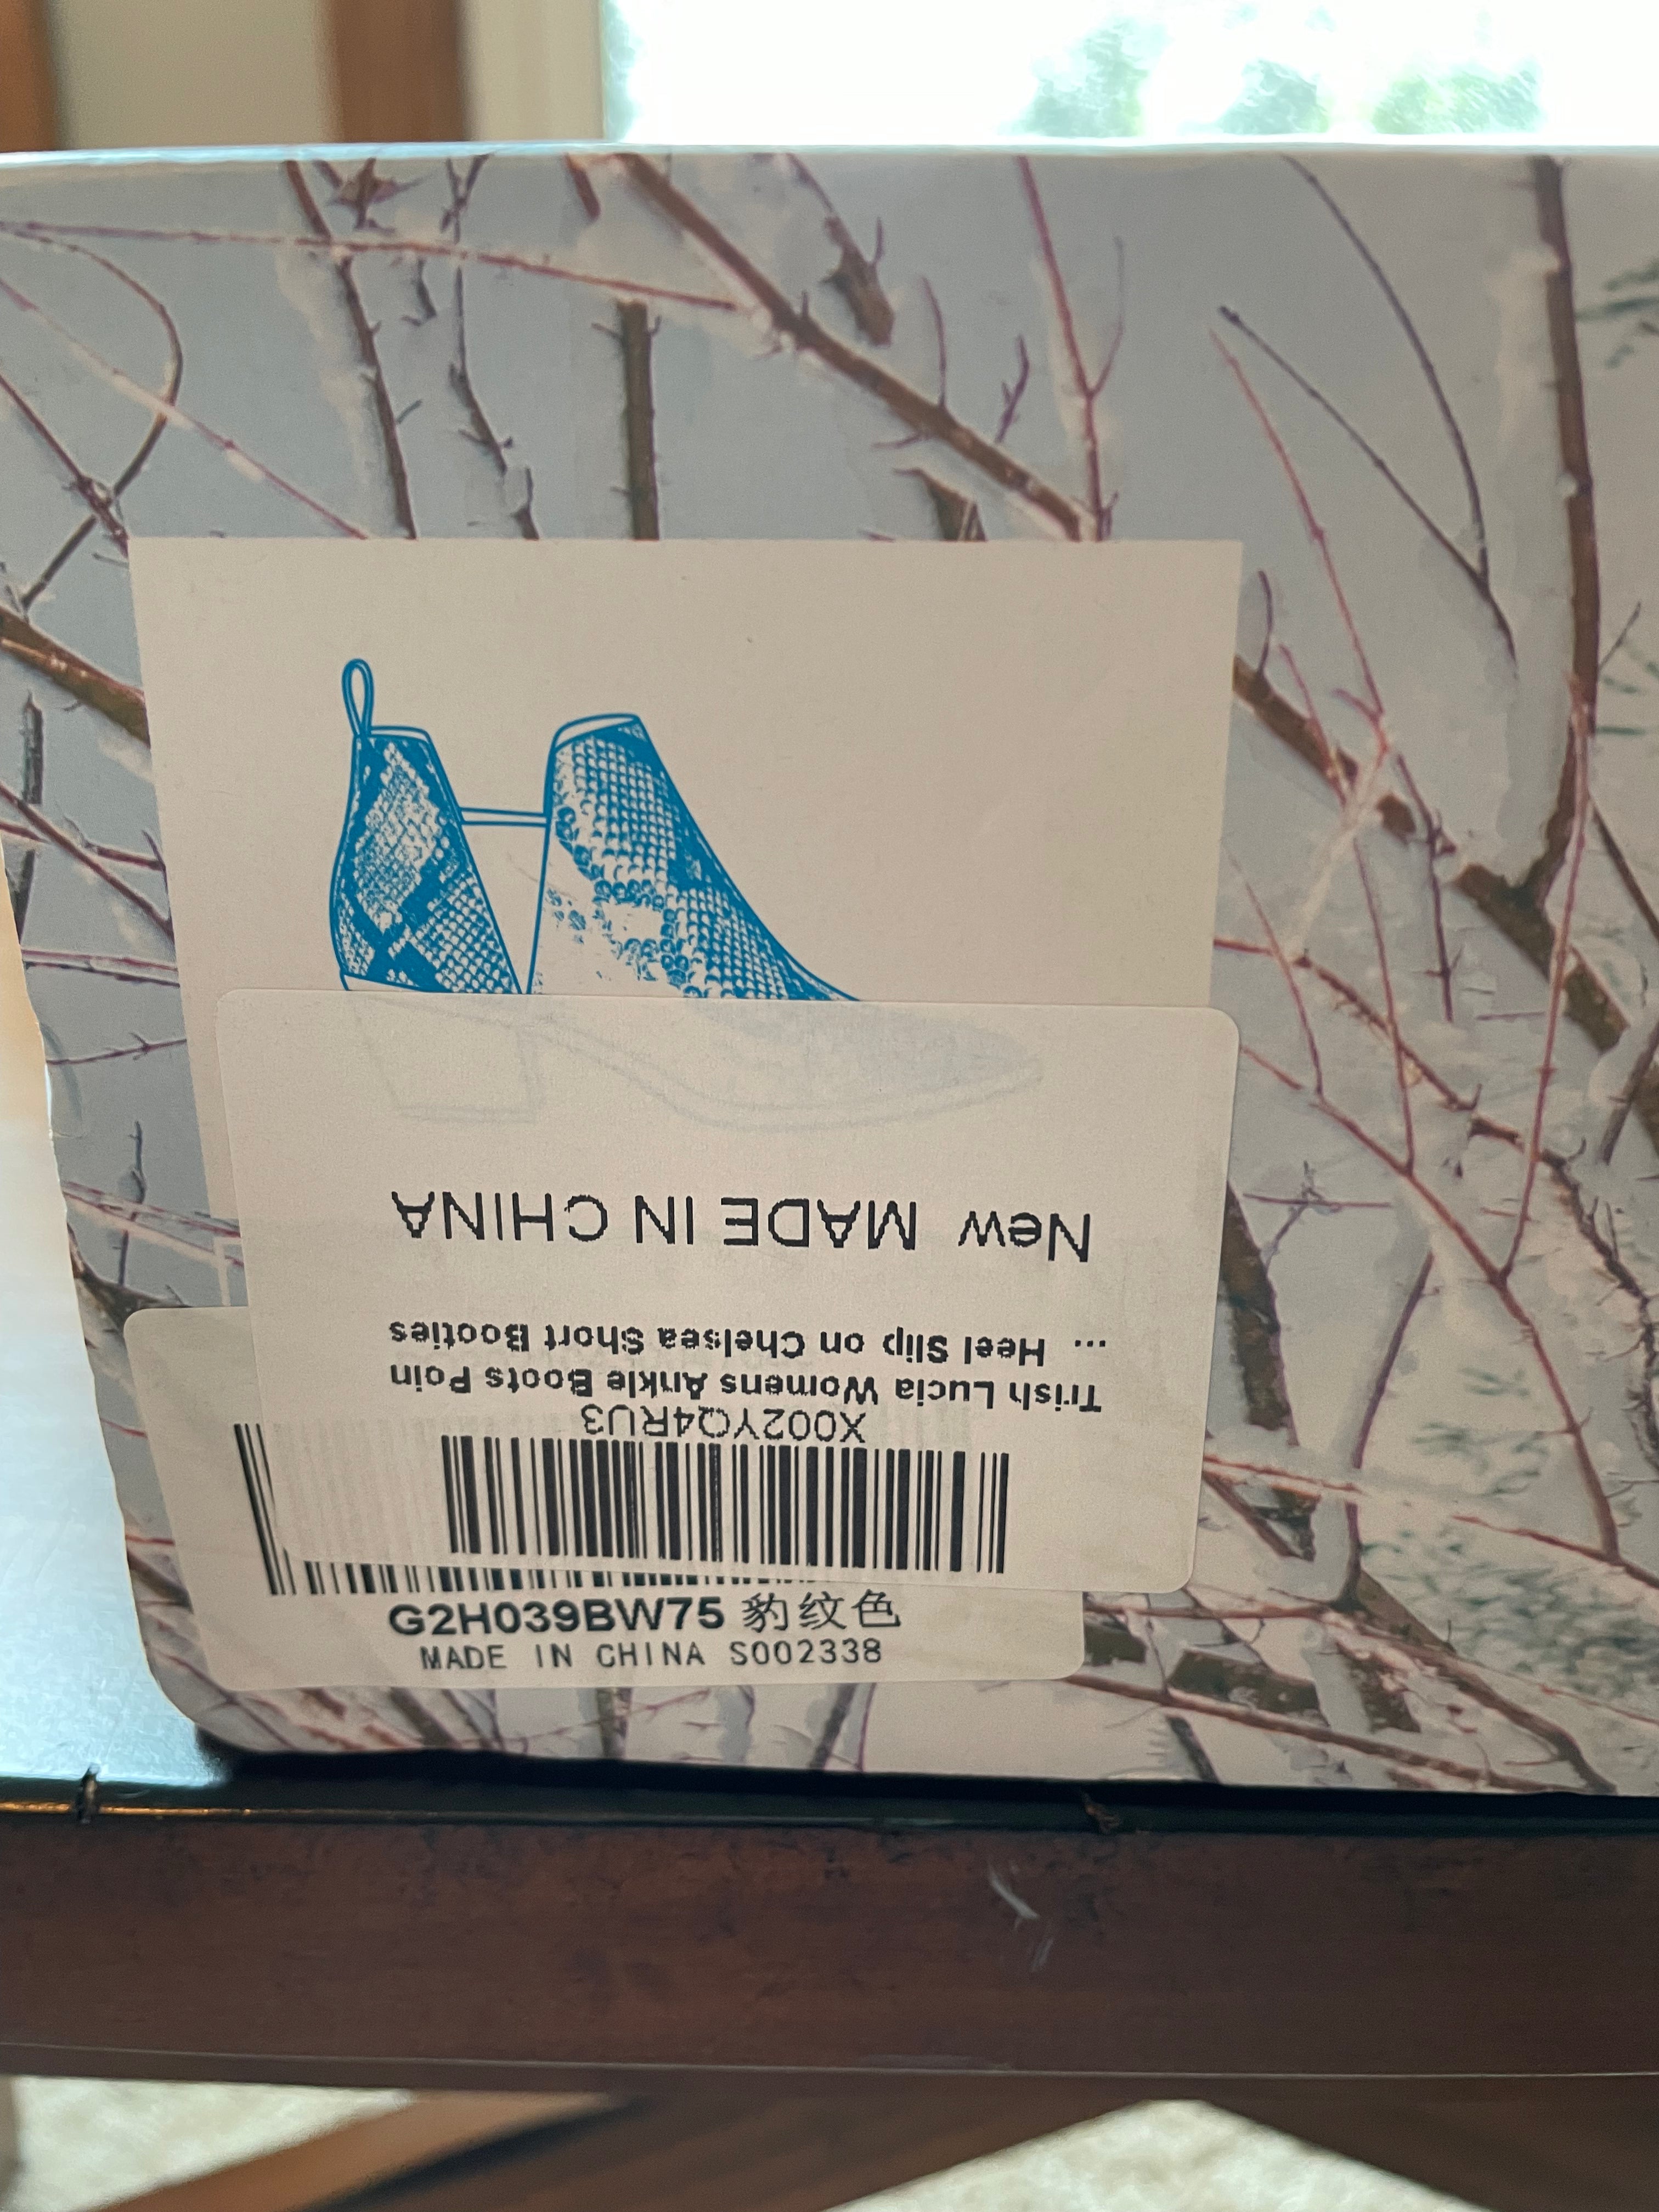 X002YQ4RU3
Trish Lucia Womens Ankle Boots Poin
... Heel Slip on Chelsea Short Booties
New MADE IN CHINA
G2H039BW75 豹纹色
MADE IN CHINA S002338